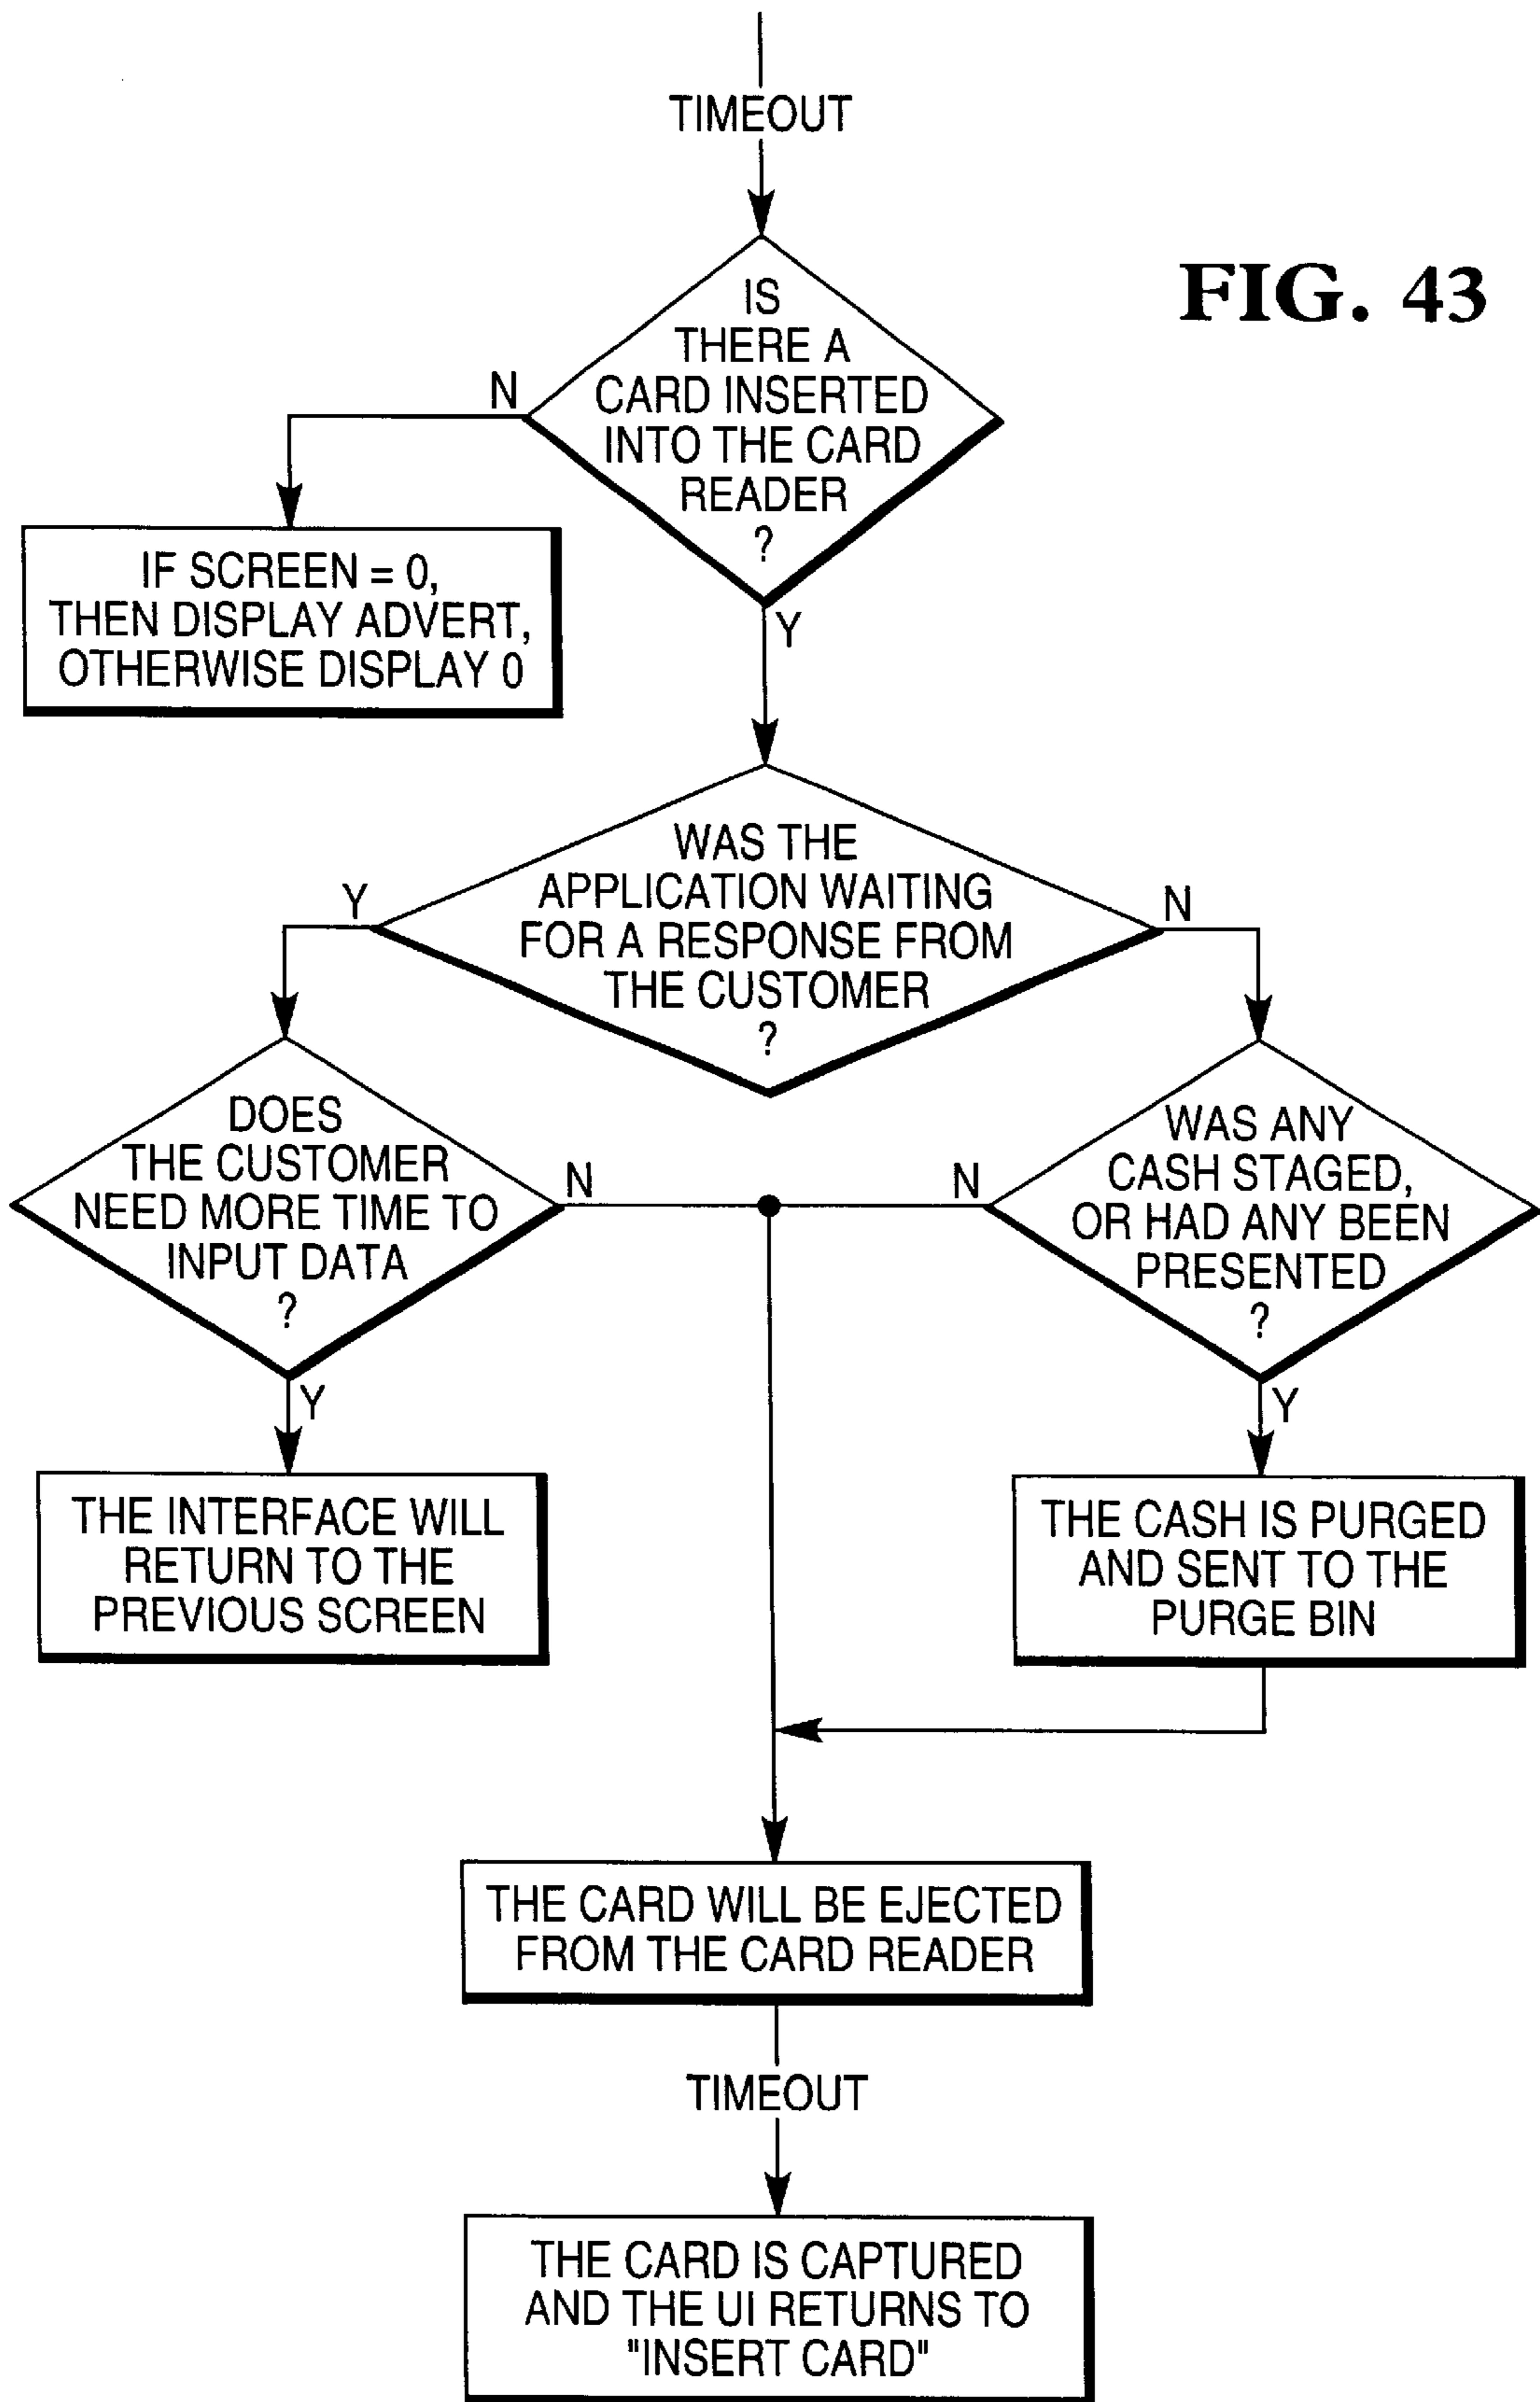 TIMEOUT
FIG. 43
IS
THERE A
CARD INSERTED
INTO THE CARD
READER
?
N
Y
IF SCREEN = 0,
THEN DISPLAY ADVERT,
OTHERWISE DISPLAY 0
WAS THE
APPLICATION WAITING
FOR A RESPONSE FROM
THE CUSTOMER
?
Y
N
DOES
THE CUSTOMER
NEED MORE TIME TO
INPUT DATA
?
N
Y
WAS ANY
CASH STAGED,
OR HAD ANY BEEN
PRESENTED
?
N
Y
THE INTERFACE WILL
RETURN TO THE
PREVIOUS SCREEN
THE CASH IS PURGED
AND SENT TO THE
PURGE BIN
THE CARD WILL BE EJECTED
FROM THE CARD READER
TIMEOUT
THE CARD IS CAPTURED
AND THE UI RETURNS TO
"INSERT CARD"